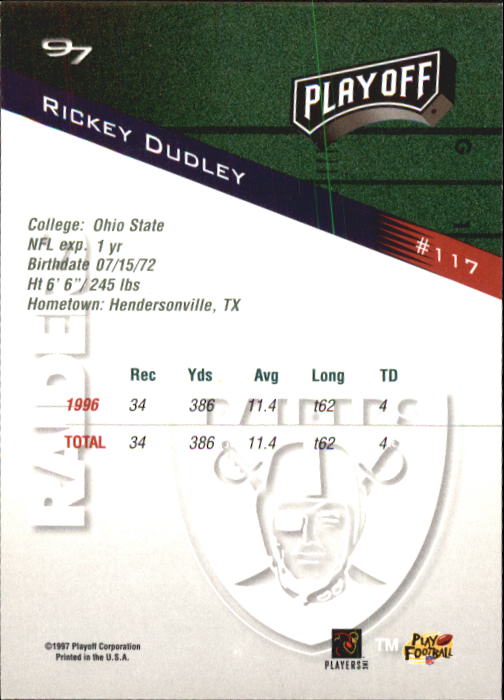 97
PLAYOFF
RICKEY DUDLEY
G
#117
College: Ohio State
NFL exp. 1 yr
Birthdate 07/15/72
Ht 6' 6"/ 245 lbs
Hometown: Hendersonville, TX
RAIDERS
Rec Yds Avg Long TD
1996 34 386 11.4 t62 4
RAIDERS
TOTAL 34 386 11.4 t62 4
©1997 Playoff Corporation
Printed in the U.S.A.
PLAYERS INC
TM
PLAY FOOTBALL